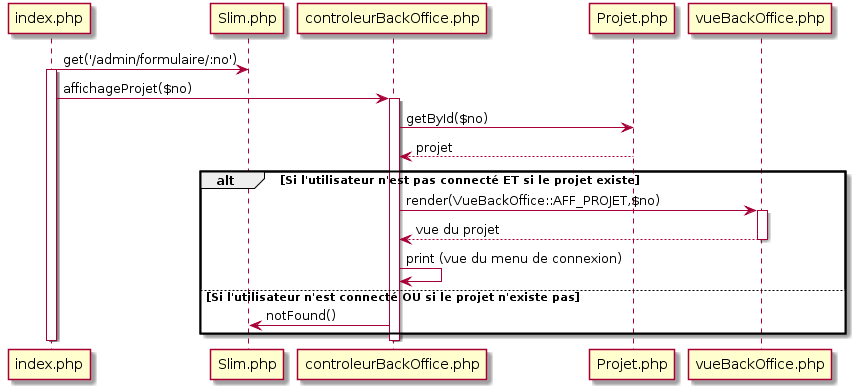 index.php
Slim.php
controleurBackOffice.php
Projet.php
vueBackOffice.php
get('/admin/formulaire/:no')
affichageProjet($no)
getById($no)
projet
alt
[Si l'utilisateur n'est pas connecté ET si le projet existe]
render(VueBackOffice::AFF_PROJET,$no)
vue du projet
print (vue du menu de connexion)
[Si l'utilisateur n'est connecté OU si le projet n'existe pas]
notFound()
index.php
Slim.php
controleurBackOffice.php
Projet.php
vueBackOffice.php